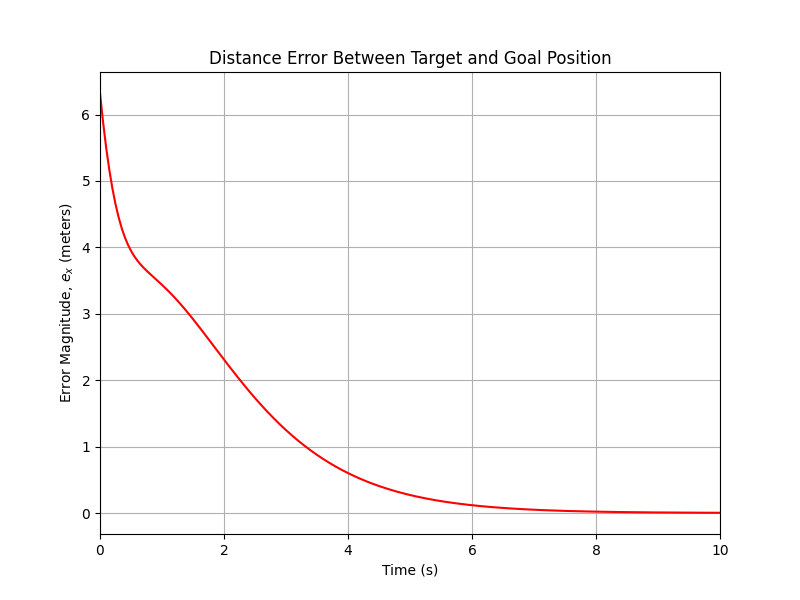 Distance Error Between Target and Goal Position
Error Magnitude, eₓ (meters)
6
5
4
3
2
1
0
0 2 4 6 8 10
Time (s)